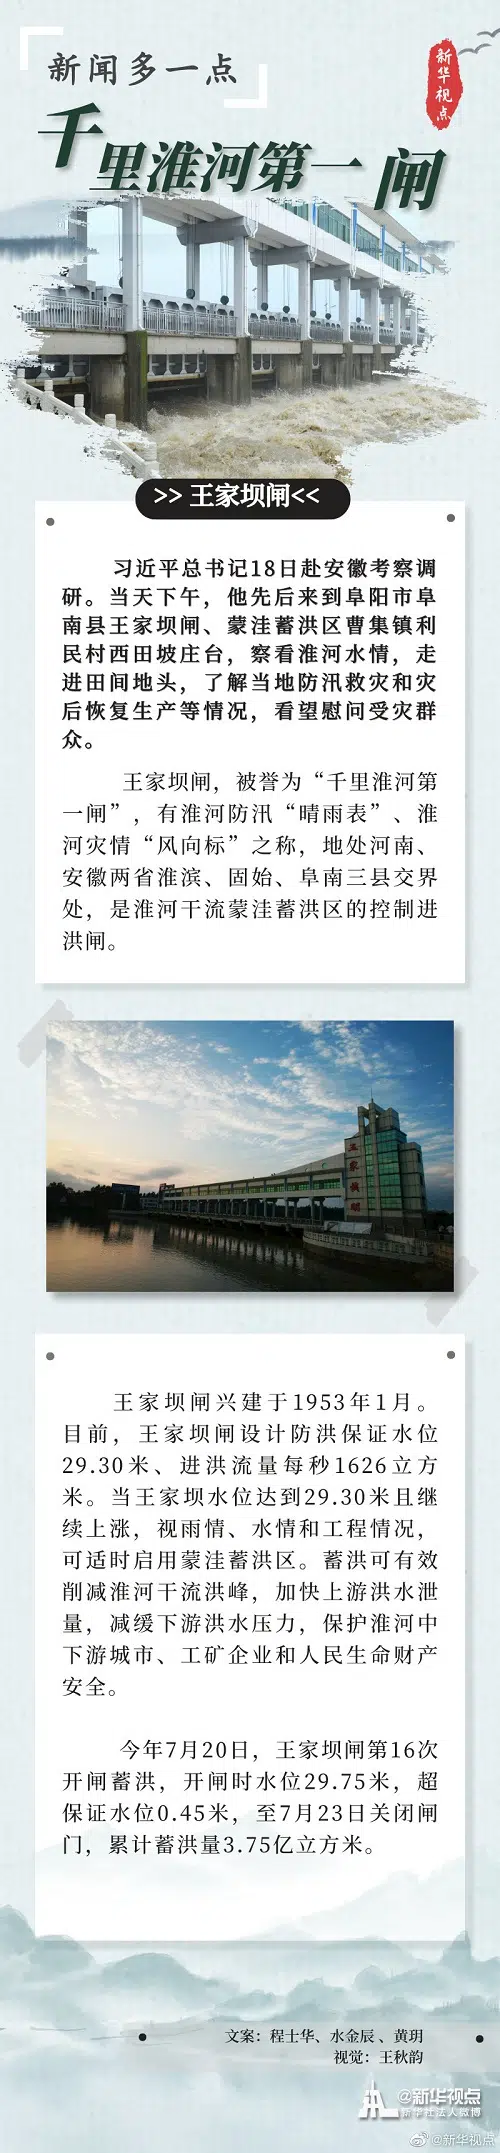 新闻多一点
新华视点
千里淮河第一闸
>> 王家坝闸<<
习近平总书记18日赴安徽考察调
研。当天下午，他先后来到阜阳市阜
南县王家坝闸、蒙洼蓄洪区曹集镇利
民村西田坡庄台，察看淮河水情，走
进田间地头，了解当地防汛救灾和灾
后恢复生产等情况，看望慰问受灾群
众。
王家坝闸，被誉为“千里淮河第
一闸”，有淮河防汛“晴雨表”、淮
河灾情“风向标”之称，地处河南、
安徽两省淮滨、固始、阜南三县交界
处，是淮河干流蒙洼蓄洪区的控制进
洪闸。
王家坝闸
王家坝闸兴建于1953年1月。
目前，王家坝闸设计防洪保证水位
29.30米、进洪流量每秒1626立方
米。当王家坝水位达到29.30米且继
续上涨，视雨情、水情和工程情况，
可适时启用蒙洼蓄洪区。蓄洪可有效
削减淮河干流洪峰，加快上游洪水泄
量，减缓下游洪水压力，保护淮河中
下游城市、工矿企业和人民生命财产
安全。
今年7月20日，王家坝闸第16次
开闸蓄洪，开闸时水位29.75米，超
保证水位0.45米，至7月23日关闭闸
门，累计蓄洪量3.75亿立方米。
文案：程士华、水金辰、黄玥
视觉：王秋韵
@新华视点
新华社法人微博
@新华视点